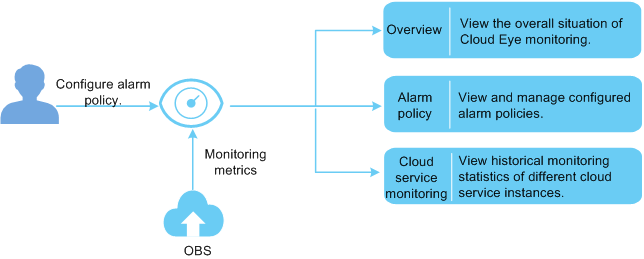 Configure alarm
policy.
Monitoring
metrics
OBS
Overview
View the overall situation of
Cloud Eye monitoring.
Alarm
policy
View and manage configured
alarm policies.
Cloud
service
monitoring
View historical monitoring
statistics of different cloud
service instances.